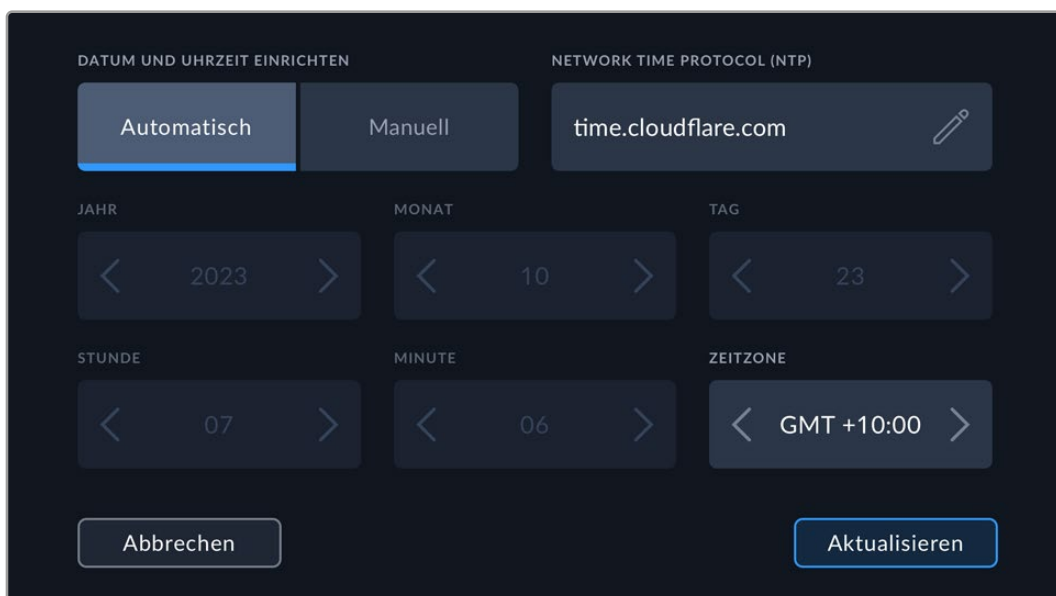 DATUM UND UHRZEIT EINRICHTEN
NETWORK TIME PROTOCOL (NTP)
Automatisch
Manuell
time.cloudflare.com
JAHR
MONAT
TAG
2023
10
23
STUNDE
MINUTE
ZEITZONE
07
06
GMT +10:00
Abbrechen
Aktualisieren